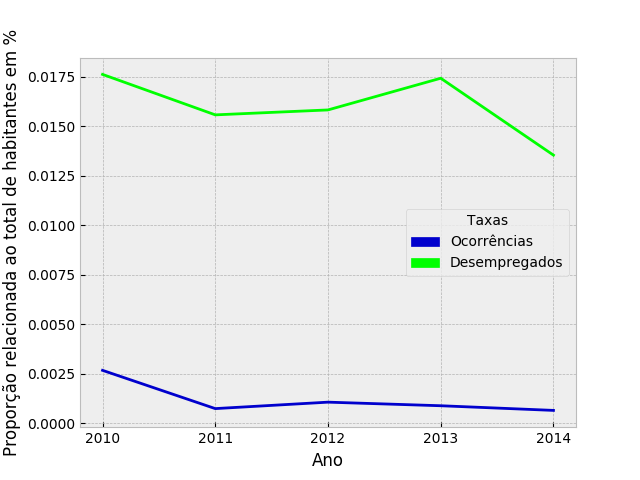 Proporção relacionada ao total de habitantes em %
0.0175
0.0150
0.0125
0.0100
0.0075
0.0050
0.0025
0.0000
Taxas
Ocorrências
Desempregados
2010 2011 2012 2013 2014
Ano